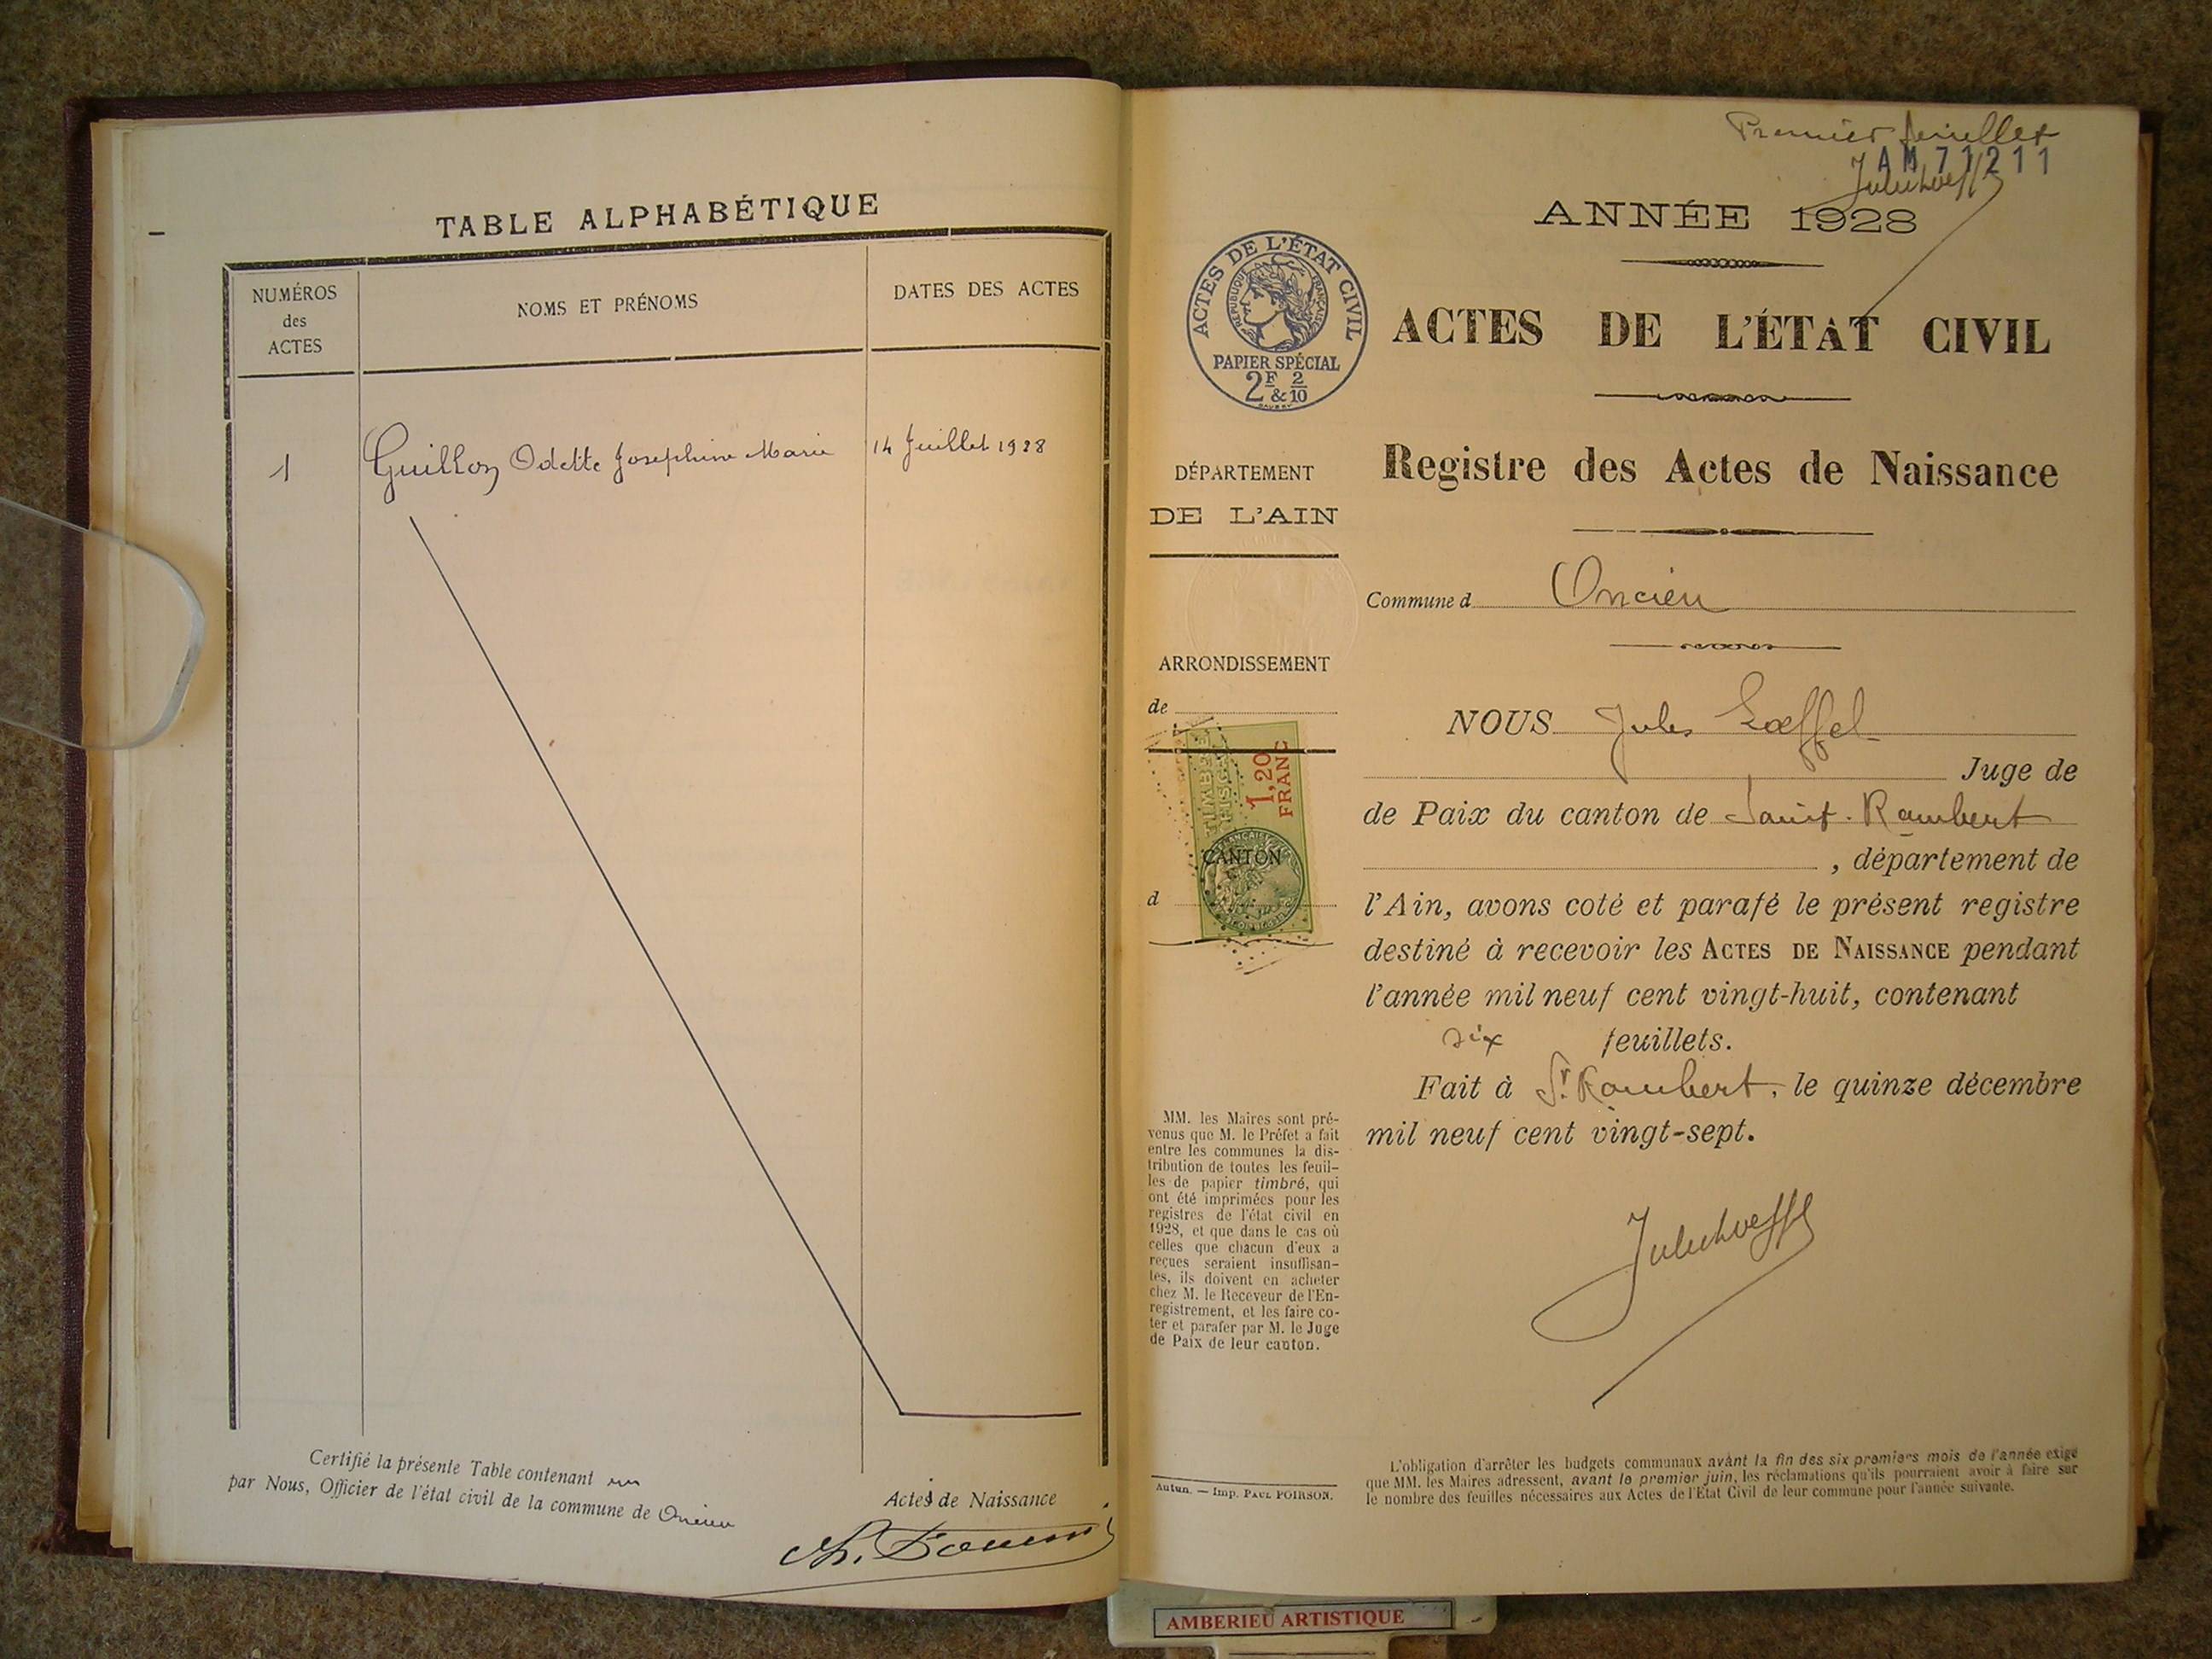 TABLE ALPHABÉTIQUE
NUMÉROS
des
ACTES
NOMS ET PRÉNOMS
DATES DES ACTES
1
Guillon Odette Joséphine Marie
14 Juillet 1928
Certifié la présente Table contenant un
Actes de Naissance
par Nous, Officier de l'état civil de la commune de Oncieu
Premier feuillet
AM 71211
ANNÉE 1928
ACTES DE L'ÉTAT CIVIL
RÉPUBLIQUE FRANÇAISE
PAPIER SPÉCIAL
2F & 2/10
ACTES DE L'ÉTAT CIVIL
Registre des Actes de Naissance
DÉPARTEMENT
DE L'AIN
Commune d Oncieu
ARRONDISSEMENT
de
TIMBRE
FISCAL
1,20
FRANC
CANTON
d
NOUS Jules Loeffel
Juge de
de Paix du canton de Saint-Rambert
, département de
l'Ain, avons coté et parafé le présent registre
destiné à recevoir les ACTES DE NAISSANCE pendant
l'année mil neuf cent vingt-huit, contenant
six feuillets.
Fait à St Rambert, le quinze décembre
mil neuf cent vingt-sept.
MM. les Maires sont pré-
venus que M. le Préfet a fait
entre les communes la dis-
tribution de toutes les feuil-
les de papier timbré, qui
ont été imprimées pour les
registres de l'état civil en
1928, et que dans le cas où
celles que chacun d'eux a
reçues seraient insuffisan-
tes, ils doivent en acheter
chez M. le Receveur de l'En-
registrement, et les faire co-
ter et parafer par M. le Juge
de Paix de leur canton.
Autun. — Imp. PAUL POIRSON.
L'obligation d'arrêter les budgets communaux avant la fin des six premiers mois de l'année exige
que MM. les Maires adressent, avant le premier juin, les réclamations qu'ils pourraient avoir à faire sur
le nombre des feuilles nécessaires aux Actes de l'Etat Civil de leur commune pour l'année suivante.
AMBERIEU ARTISTIQUE